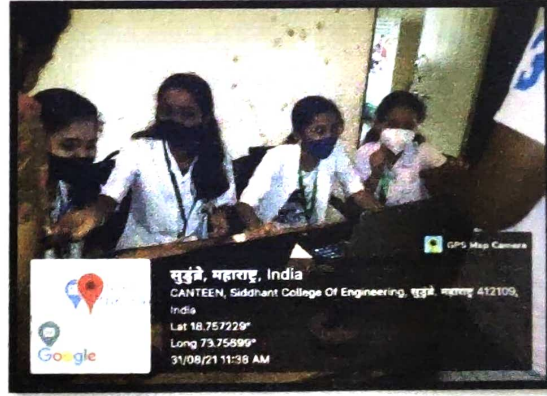 GPS Map Camera
सुदुंब्रे, महाराष्ट्र, India
CANTEEN, Siddhant College Of Engineering, सुदुंब्रे, महाराष्ट्र 412109,
India
Lat 18.757229°
Long 73.75699°
31/08/21 11:38 AM
Google